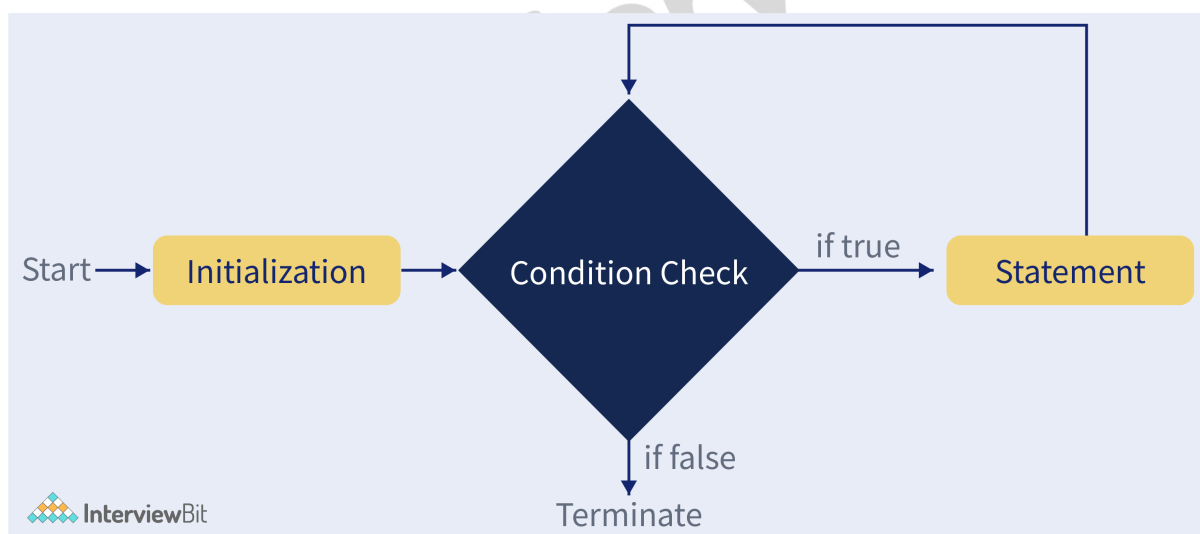 if true
Start
Initialization
Condition Check
Statement
if false
Terminate
InterviewBit